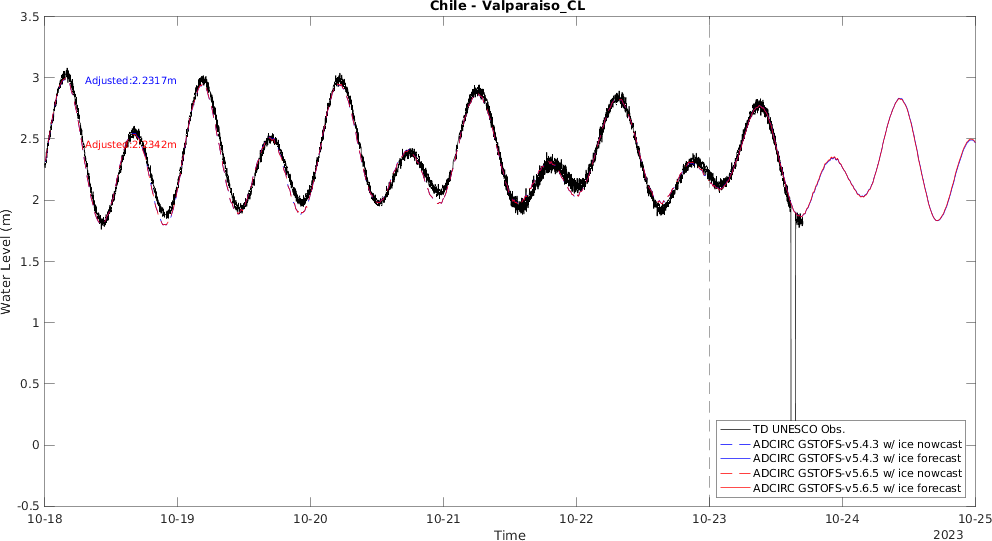 Chile - Valparaiso_CL
3.5
3
2.5
2
1.5
1
0.5
0
-0.5
Water Level (m)
Adjusted:2.2317m
Adjusted:2.2342m
TD UNESCO Obs.
ADCIRC GSTOFS-v5.4.3 w/ ice nowcast
ADCIRC GSTOFS-v5.4.3 w/ ice forecast
ADCIRC GSTOFS-v5.6.5 w/ ice nowcast
ADCIRC GSTOFS-v5.6.5 w/ ice forecast
10-18 10-19 10-20 10-21 10-22 10-23 10-24 10-25
Time
2023